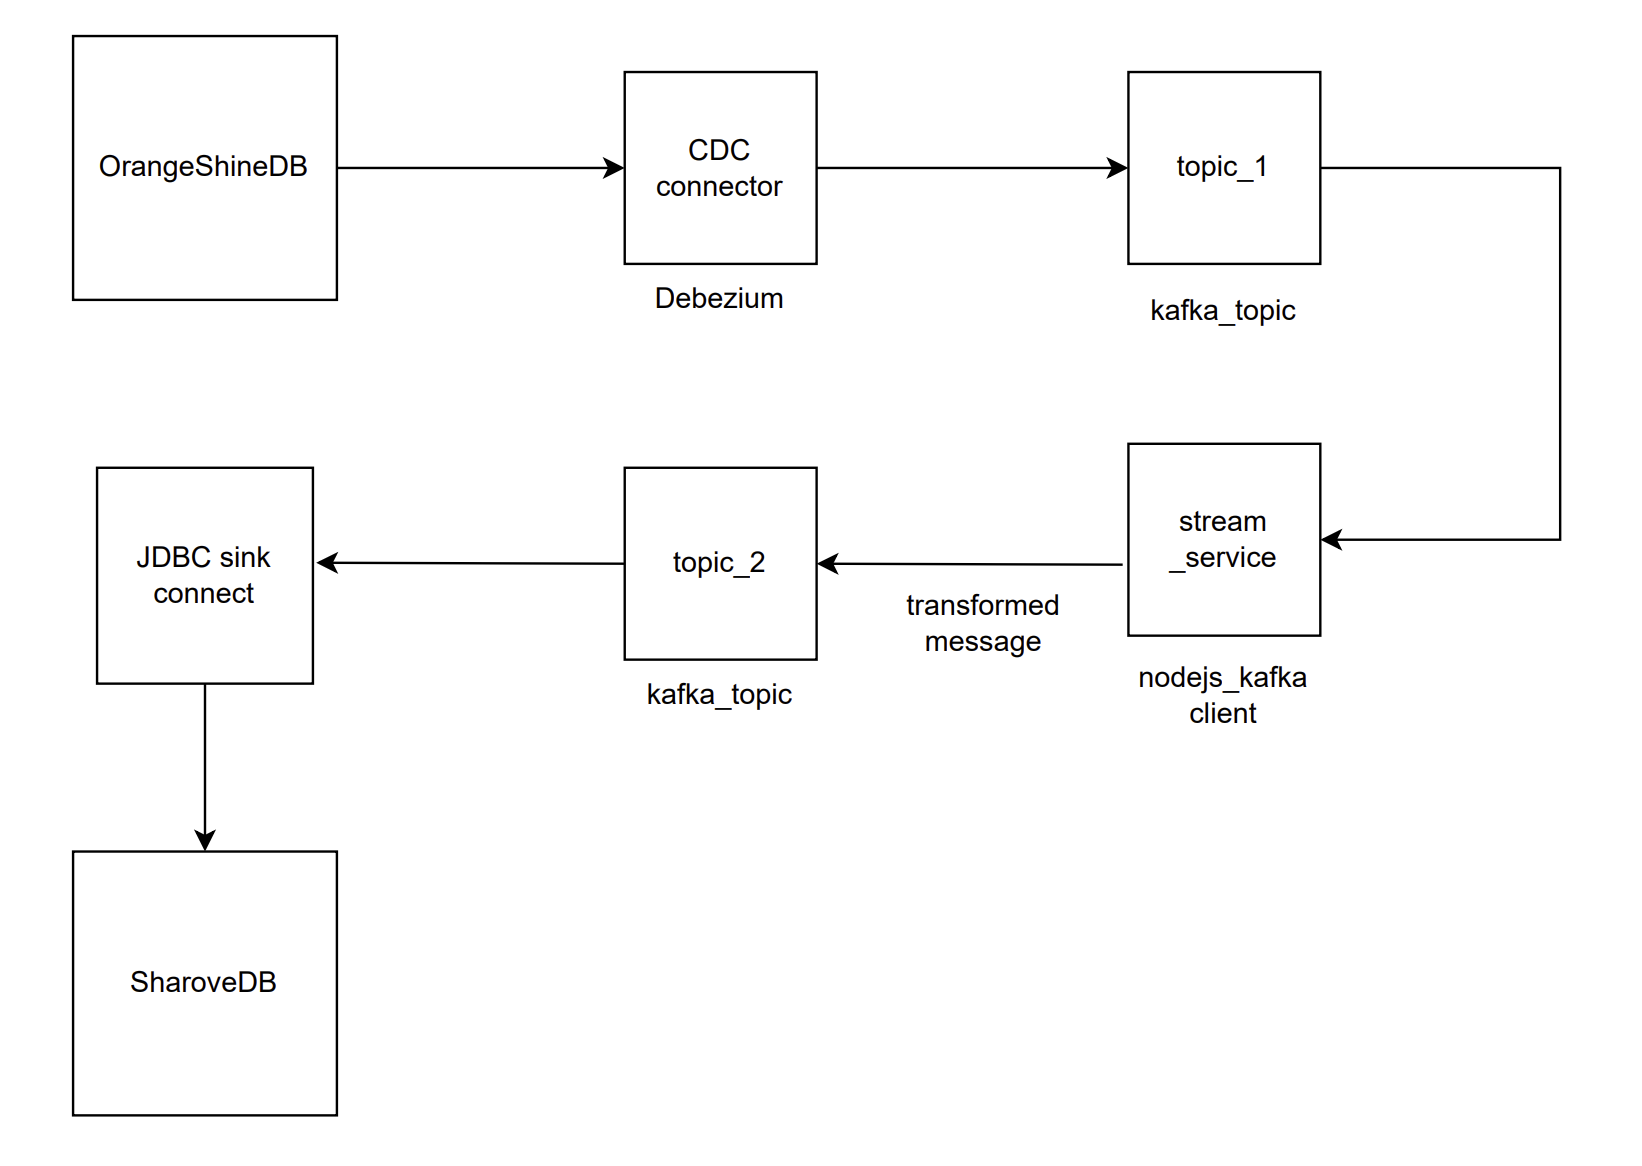 OrangeShineDB
CDC
connector
Debezium
topic_1
kafka_topic
stream
_service
nodejs_kafka
client
transformed
message
topic_2
kafka_topic
JDBC sink
connect
SharoveDB